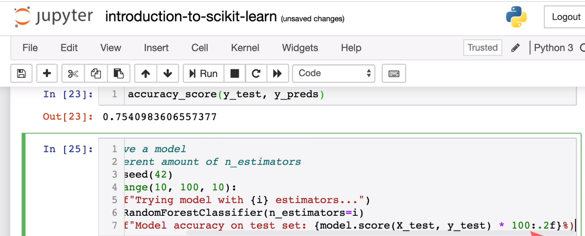 jupyter introduction-to-scikit-learn (unsaved changes) Logout
File Edit View Insert Cell Kernel Widgets Help Trusted Python 3
Run Code
In [23]: 1 accuracy_score(y_test, y_preds)
Out[23]: 0.7540983606557377
In [25]: 1 ve a model
2 erent amount of n_estimators
3 seed(42)
4 ange(10, 100, 10):
5 f"Trying model with {i} estimators...")
6 RandomForestClassifier(n_estimators=i)
7 f"Model accuracy on test set: {model.score(X_test, y_test) * 100:.2f}%)